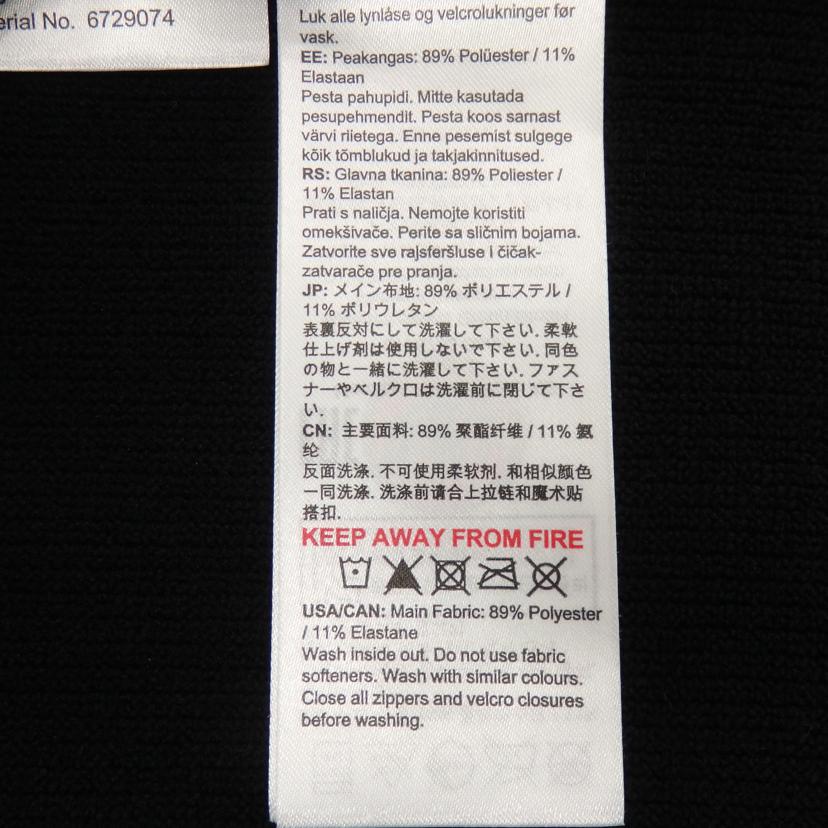 erial No. 6729074
Luk alle lynlåse og velcrolukninger før
vask.
EE: Peakangas: 89% Polüester / 11%
Elastaan
Pesta pahupidi. Mitte kasutada
pesupehmendit. Pesta koos sarnast
värvi riietega. Enne pesemist sulgege
kõik tõmblukud ja takjakinnitused.
RS: Glavna tkanina: 89% Poliester /
11% Elastan
Prati s naličja. Nemojte koristiti
omekšivače. Perite sa sličnim bojama.
Zatvorite sve rajsferšluse i čičak-
zatvarače pre pranja.
JP: メイン布地: 89% ポリエステル /
11% ポリウレタン
表裏反対にして洗濯して下さい. 柔軟
仕上げ剤は使用しないで下さい. 同色
の物と一緒に洗濯して下さい. ファス
ナーやベルクロは洗濯前に閉じて下さ
い.
CN: 主要面料: 89% 聚酯纤维 / 11% 氨
纶
反面洗涤. 不可使用柔软剂. 和相似颜色
一同洗涤. 洗涤前请合上拉链和魔术贴
搭扣.
KEEP AWAY FROM FIRE
USA/CAN: Main Fabric: 89% Polyester
/ 11% Elastane
Wash inside out. Do not use fabric
softeners. Wash with similar colours.
Close all zippers and velcro closures
before washing.